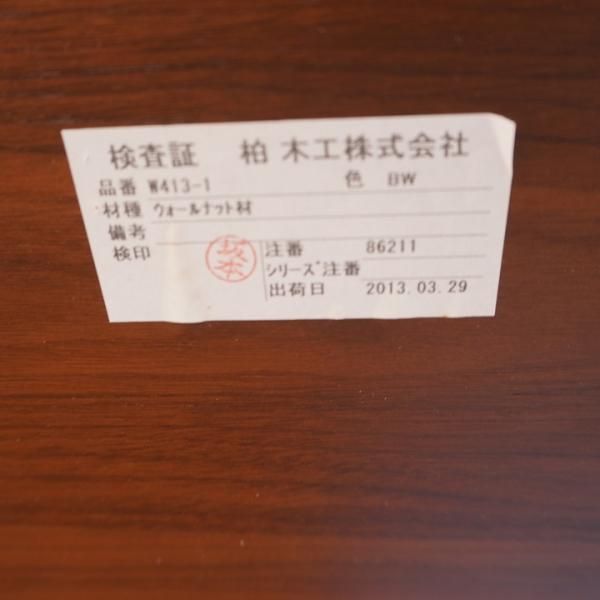 検査証 柏木工株式会社
品番 W413-1 色 BW
材種 ウォールナット材
備考
検印 坂本 注番 86211
シリーズ注番
出荷日 2013.03.29